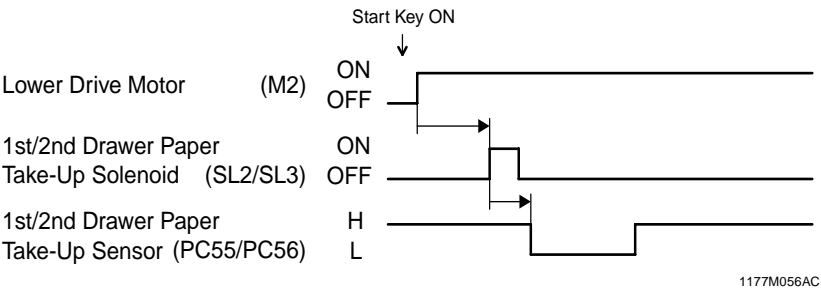 Start Key ON
Lower Drive Motor (M2) ON
OFF
1st/2nd Drawer Paper ON
Take-Up Solenoid (SL2/SL3) OFF
1st/2nd Drawer Paper H
Take-Up Sensor (PC55/PC56) L
1177M056AC